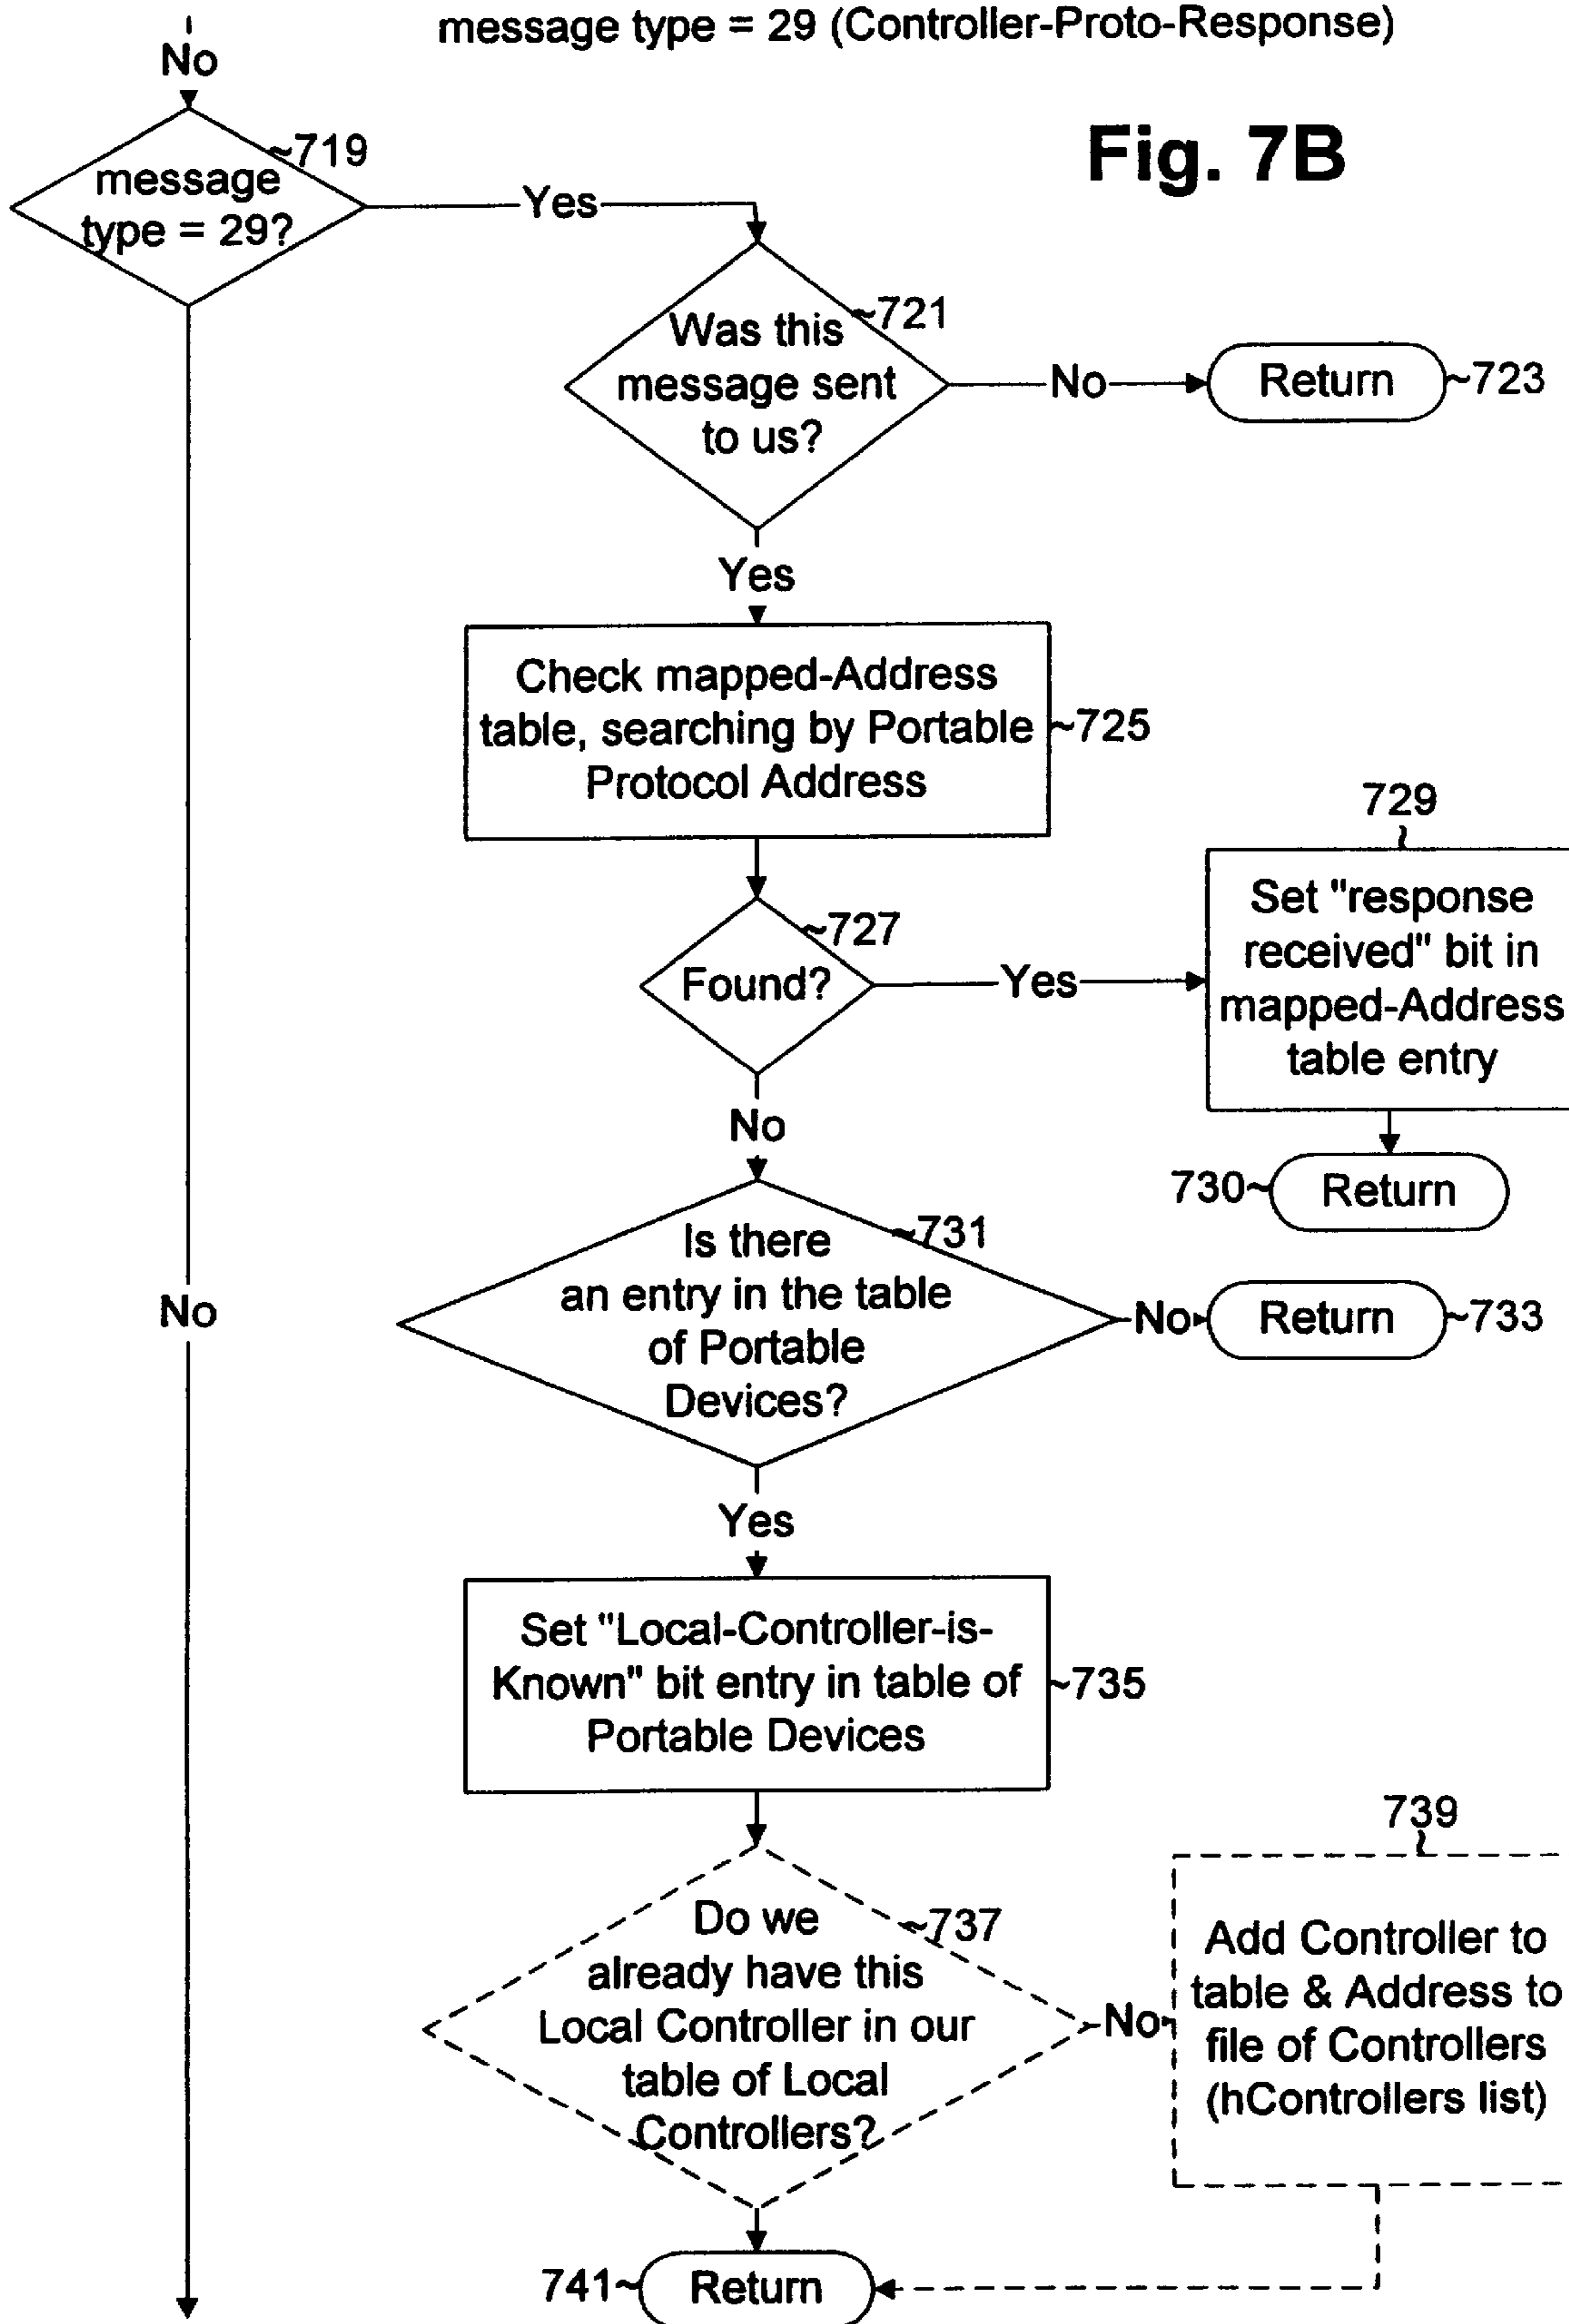 message type = 29 (Controller-Proto-Response)
No
Fig. 7B
~719
message
type = 29?
Yes
~721
Was this
message sent
to us?
No
Return
~723
Yes
Check mapped-Address
table, searching by Portable
Protocol Address
~725
729
~727
Found?
Yes
Set "response
received" bit in
mapped-Address
table entry
No
730~
Return
~731
Is there
an entry in the table
of Portable
Devices?
No
Return
~733
No
Yes
Set "Local-Controller-is-
Known" bit entry in table of
Portable Devices
~735
739
~737
Do we
already have this
Local Controller in our
table of Local
Controllers?
No
Add Controller to
table & Address to
file of Controllers
(hControllers list)
741~
Return